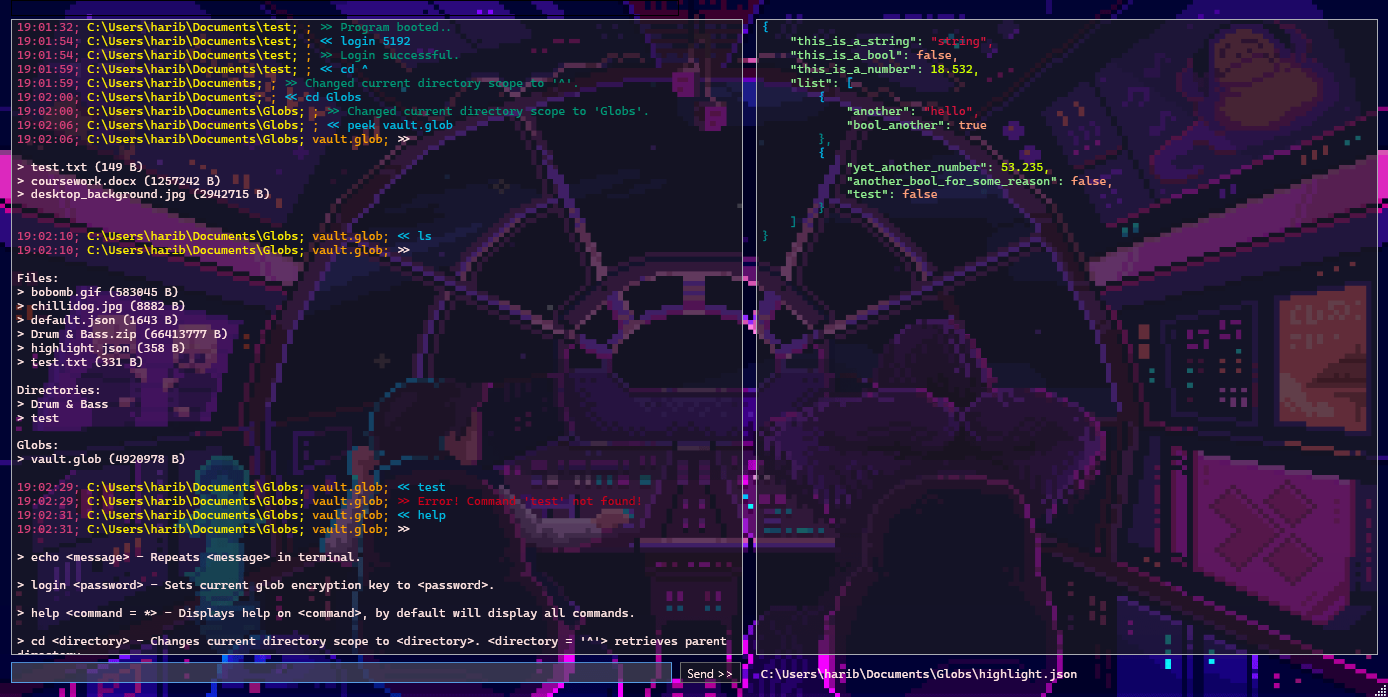 19:01:32; C:\Users\harib\Documents\test; ; >> Program booted..
19:01:54; C:\Users\harib\Documents\test; ; << login 5192
19:01:54; C:\Users\harib\Documents\test; ; >> Login successful.
19:01:59; C:\Users\harib\Documents\test; ; << cd ^
19:01:59; C:\Users\harib\Documents; ; >> Changed current directory scope to '^'.
19:02:00; C:\Users\harib\Documents; ; << cd Globs
19:02:00; C:\Users\harib\Documents\Globs; ; >> Changed current directory scope to 'Globs'.
19:02:06; C:\Users\harib\Documents\Globs; ; << peek vault.glob
19:02:06; C:\Users\harib\Documents\Globs; vault.glob; >>
> test.txt (149 B)
> coursework.docx (1257242 B)
> desktop_background.jpg (2942715 B)
19:02:10; C:\Users\harib\Documents\Globs; vault.glob; << ls
19:02:10; C:\Users\harib\Documents\Globs; vault.glob; >>
Files:
> bobomb.gif (583045 B)
> chillidog.jpg (8882 B)
> default.json (1643 B)
> Drum & Bass.zip (66413777 B)
> highlight.json (358 B)
> test.txt (331 B)
Directories:
> Drum & Bass
> test
Globs:
> vault.glob (4920978 B)
19:02:29; C:\Users\harib\Documents\Globs; vault.glob; << test
19:02:29; C:\Users\harib\Documents\Globs; vault.glob; >> Error! Command 'test' not found!
19:02:31; C:\Users\harib\Documents\Globs; vault.glob; << help
19:02:31; C:\Users\harib\Documents\Globs; vault.glob; >>
> echo <message> - Repeats <message> in terminal.
> login <password> - Sets current glob encryption key to <password>.
> help <command = *> - Displays help on <command>, by default will display all commands.
> cd <directory> - Changes current directory scope to <directory>. <directory = '^'> retrieves parent
directory
Send >>
{
"this_is_a_string": "string",
"this_is_a_bool": false,
"this_is_a_number": 18.532,
"list": [
{
"another": "hello",
"bool_another": true
},
{
"yet_another_number": 53.235,
"another_bool_for_some_reason": false,
"test": false
}
]
}
C:\Users\harib\Documents\Globs\highlight.json